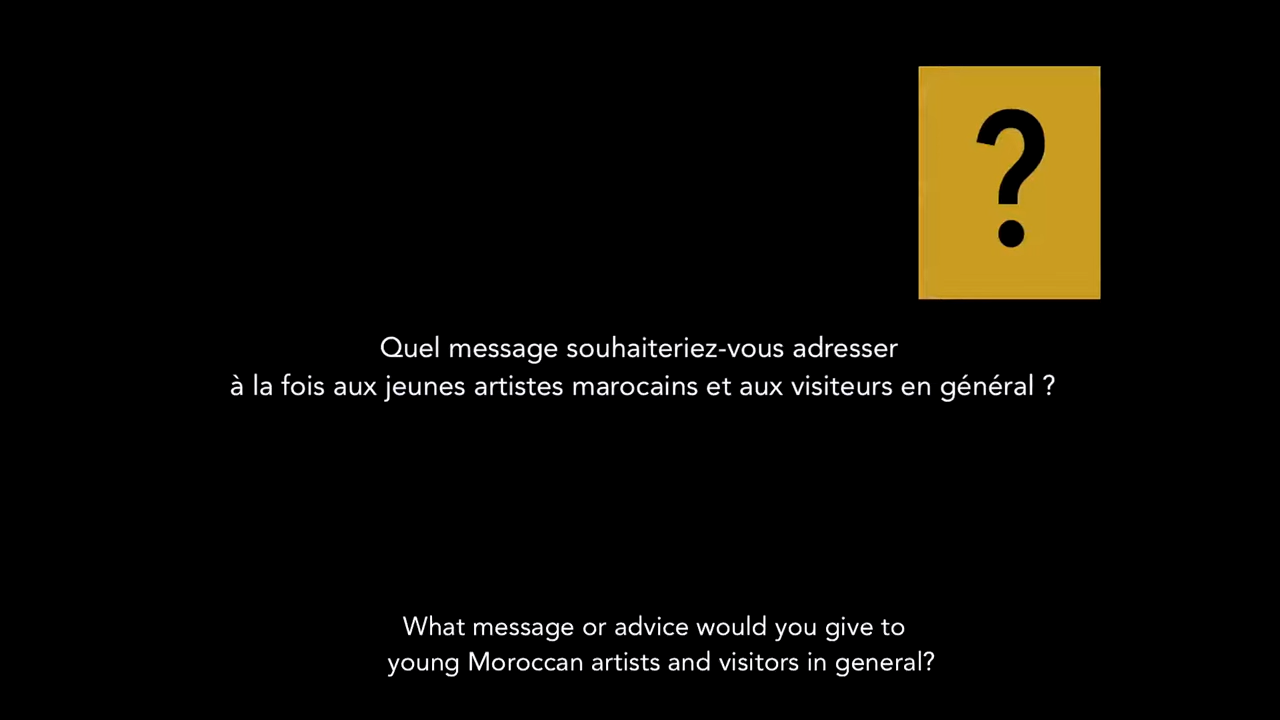 ?
Quel message souhaiteriez-vous adresser
à la fois aux jeunes artistes marocains et aux visiteurs en général ?
What message or advice would you give to
young Moroccan artists and visitors in general?